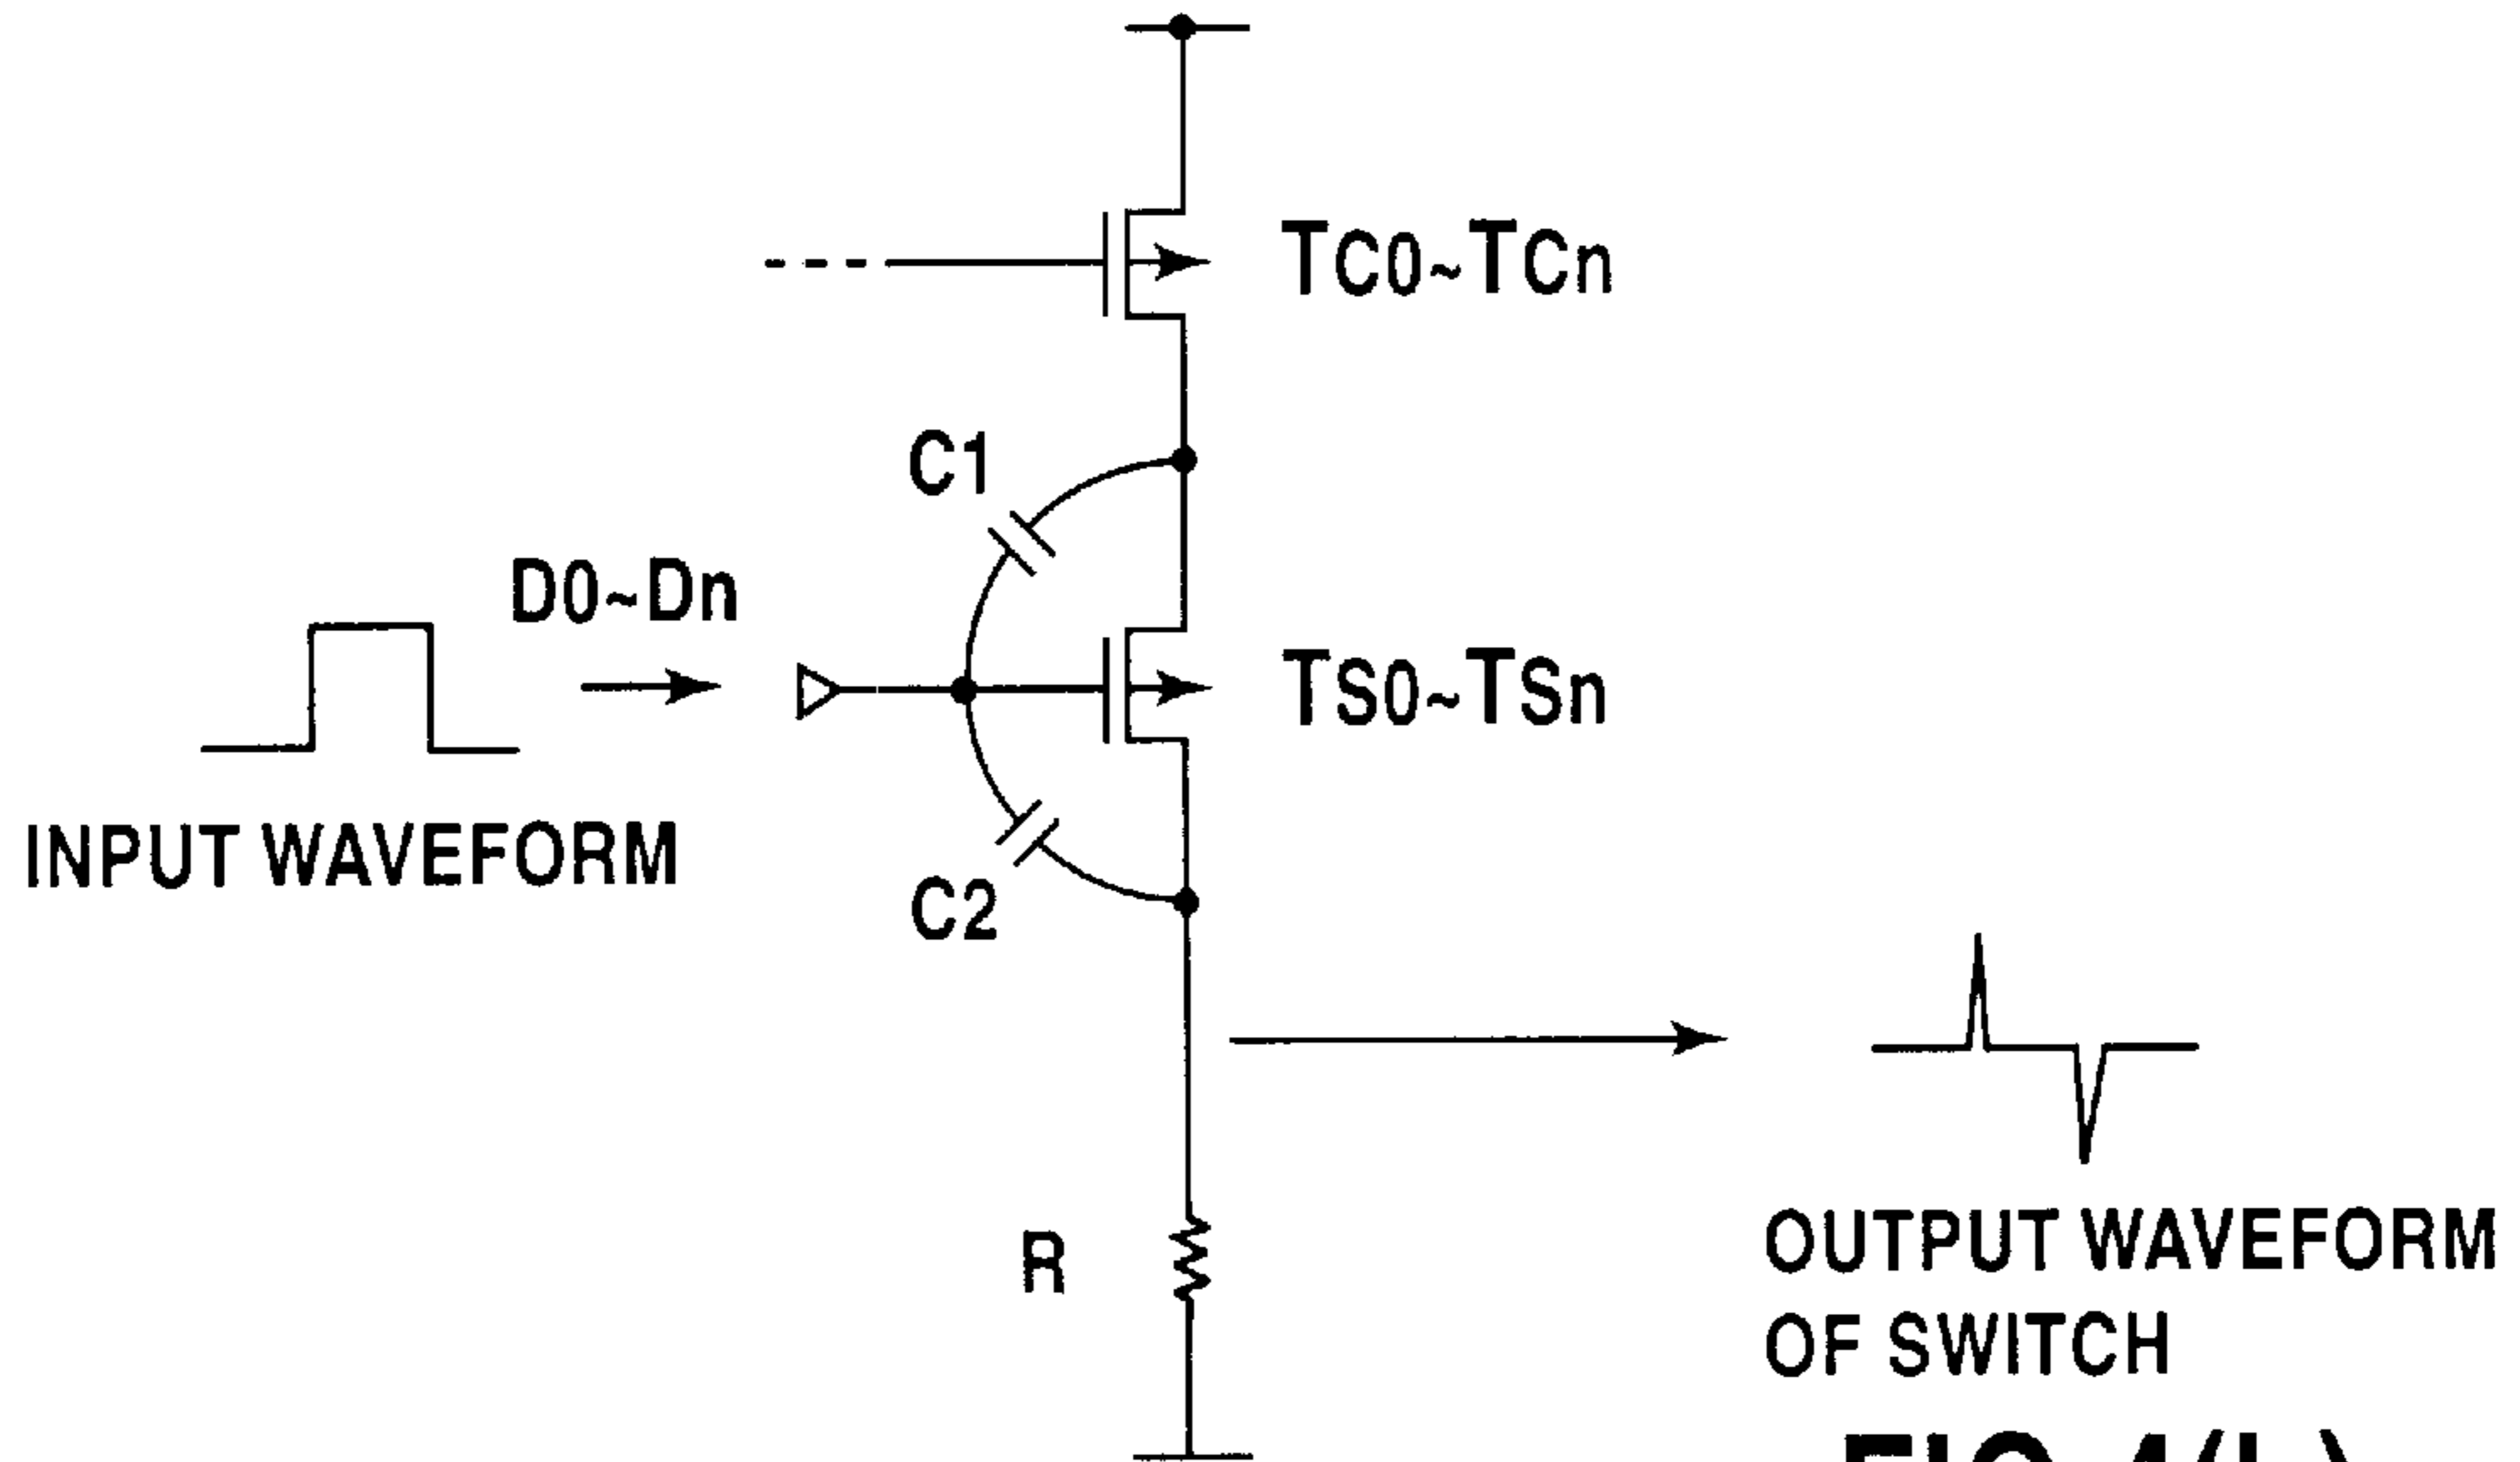 TC0~TCn
C1
D0~Dn
TS0~TSn
INPUT WAVEFORM
C2
R
OUTPUT WAVEFORM
OF SWITCH